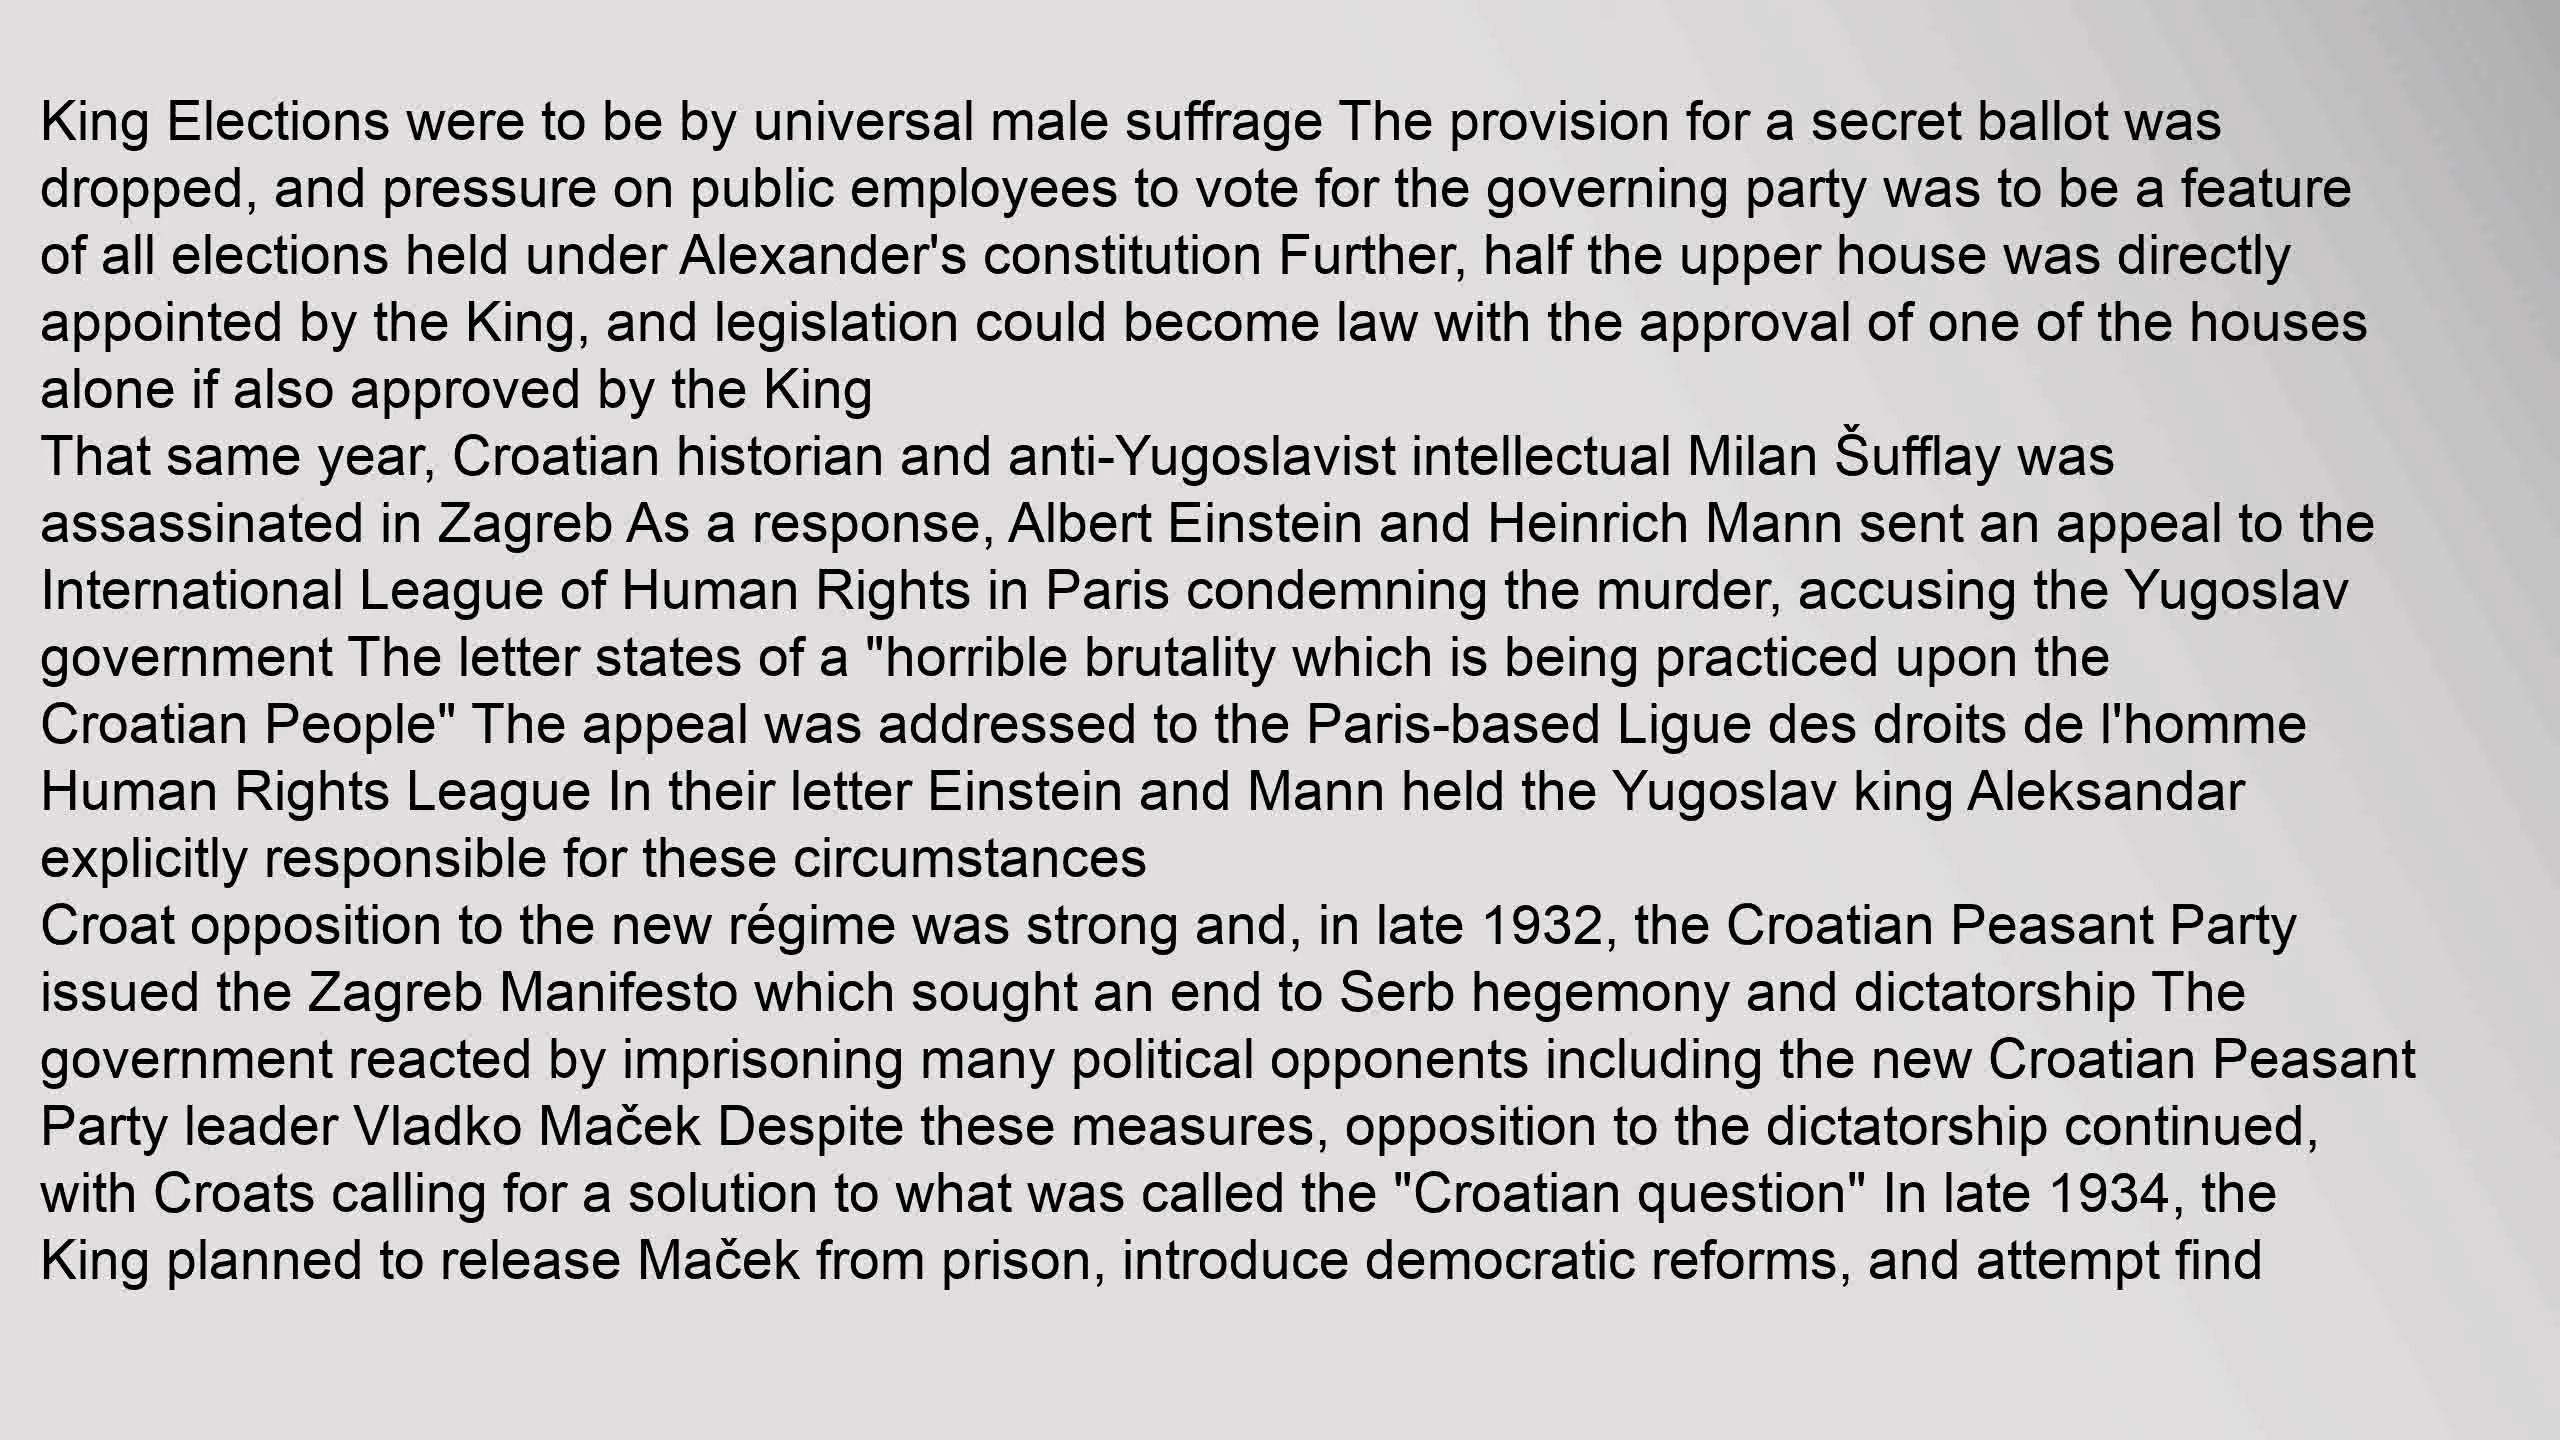 King Elections were to be by universal male suffrage The provision for a secret ballot was
dropped, and pressure on public employees to vote for the governing party was to be a feature
of all elections held under Alexander's constitution Further, half the upper house was directly
appointed by the King, and legislation could become law with the approval of one of the houses
alone if also approved by the King
That same year, Croatian historian and anti-Yugoslavist intellectual Milan Šufflay was
assassinated in Zagreb As a response, Albert Einstein and Heinrich Mann sent an appeal to the
International League of Human Rights in Paris condemning the murder, accusing the Yugoslav
government The letter states of a "horrible brutality which is being practiced upon the
Croatian People" The appeal was addressed to the Paris-based Ligue des droits de l'homme
Human Rights League In their letter Einstein and Mann held the Yugoslav king Aleksandar
explicitly responsible for these circumstances
Croat opposition to the new régime was strong and, in late 1932, the Croatian Peasant Party
issued the Zagreb Manifesto which sought an end to Serb hegemony and dictatorship The
government reacted by imprisoning many political opponents including the new Croatian Peasant
Party leader Vladko Maček Despite these measures, opposition to the dictatorship continued,
with Croats calling for a solution to what was called the "Croatian question" In late 1934, the
King planned to release Maček from prison, introduce democratic reforms, and attempt find